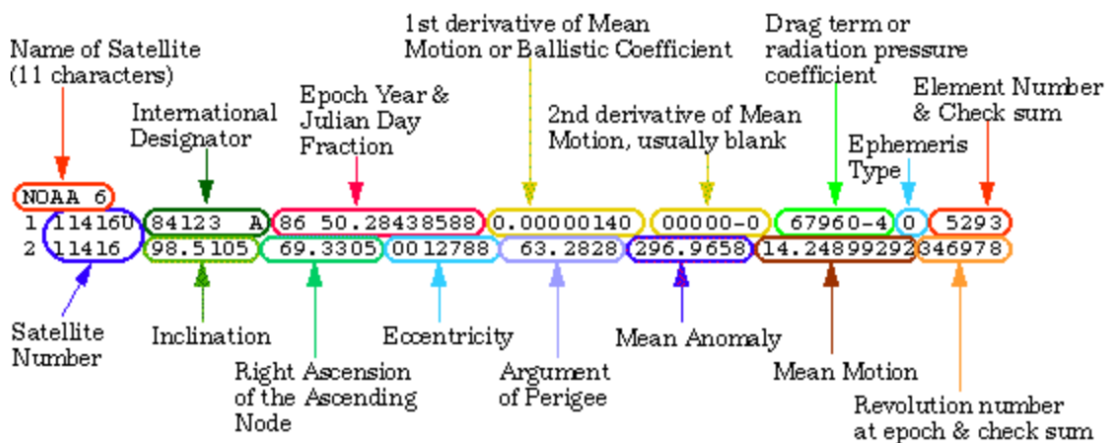 Name of Satellite
(11 characters)
International
Designator
Epoch Year &
Julian Day
Fraction
1st derivative of Mean
Motion or Ballistic Coefficient
2nd derivative of Mean
Motion, usually blank
Drag term or
radiation pressure
coefficient
Ephemeris
Type
Element Number
& Check sum
NOAA 6
1 11416U 84123 A 86 50.28438588 0.00000140 00000-0 67960-4 0 5293
2 11416 98.5105 69.3305 0012788 63.2828 296.9658 14.24899292346978
Satellite
Number
Inclination
Right Ascension
of the Ascending
Node
Eccentricity
Argument
of Perigee
Mean Anomaly
Mean Motion
Revolution number
at epoch & check sum